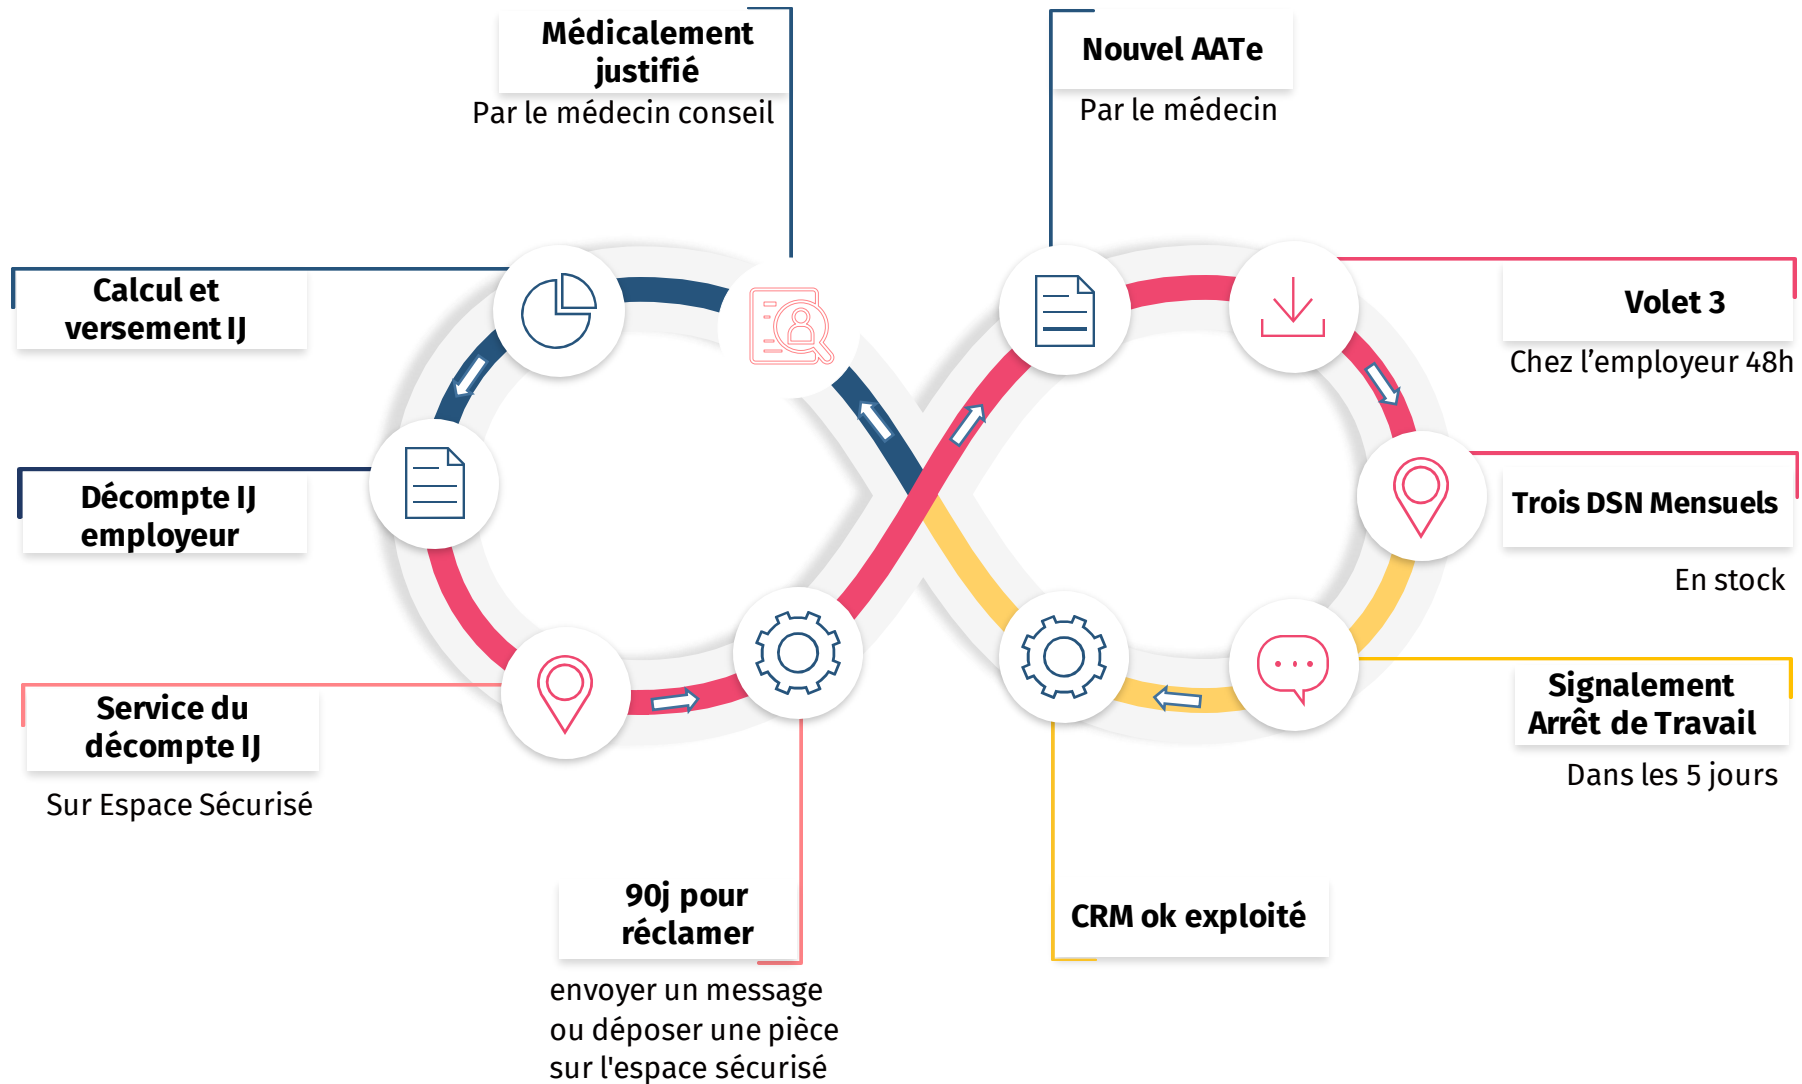 Médicalement
justifié
Par le médecin conseil
Nouvel AATe
Par le médecin
Calcul et
versement IJ
Volet 3
Chez l’employeur 48h
Décompte IJ
employeur
Trois DSN Mensuels
En stock
Service du
décompte IJ
Sur Espace Sécurisé
Signalement
Arrêt de Travail
Dans les 5 jours
90j pour
réclamer
envoyer un message
ou déposer une pièce
sur l'espace sécurisé
CRM ok exploité